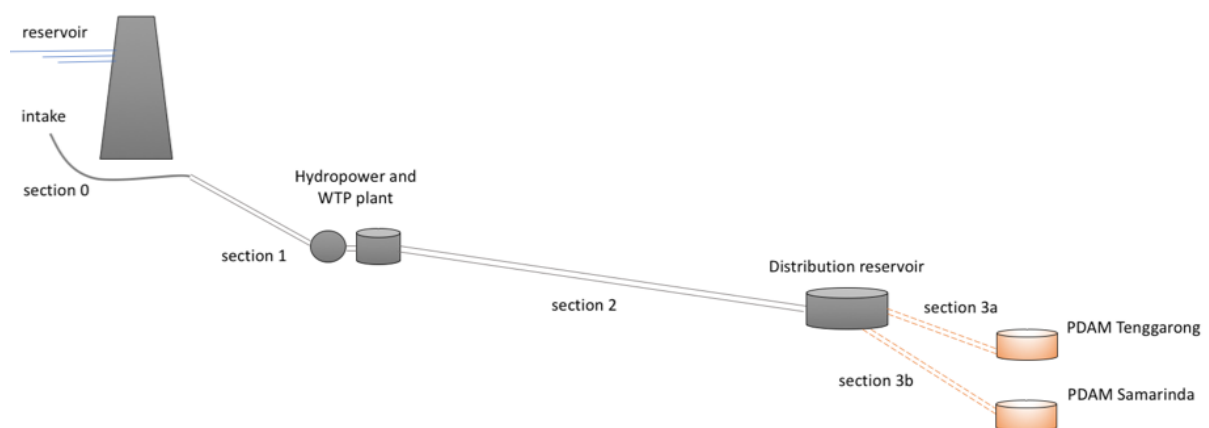 reservoir
intake
section 0
Hydropower and
WTP plant
section 1
section 2
Distribution reservoir
section 3a
PDAM Tenggarong
section 3b
PDAM Samarinda